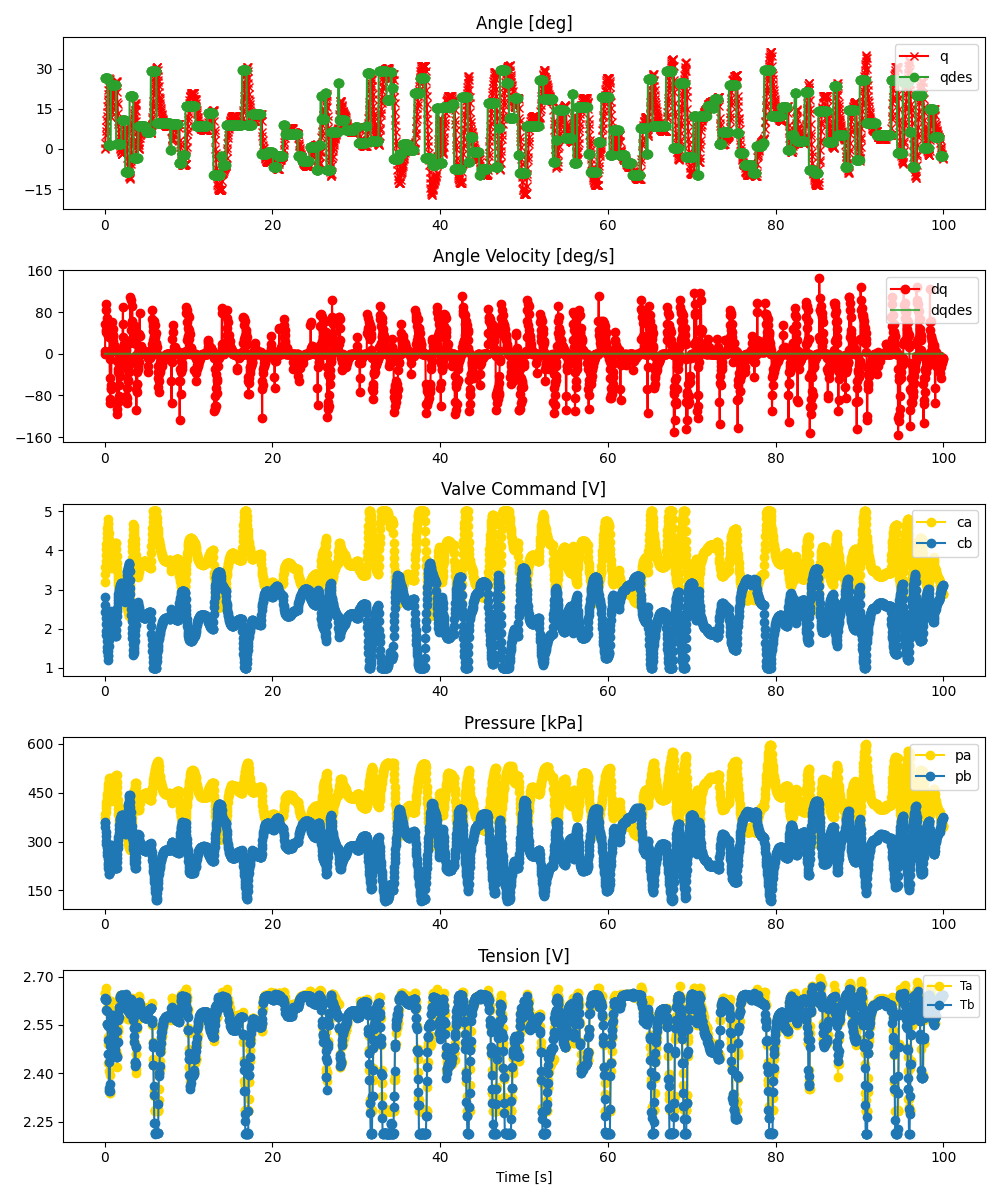 Angle [deg]
30
15
0
−15
q
qdes
0 20 40 60 80 100
Angle Velocity [deg/s]
160
80
0
−80
−160
dq
dqdes
0 20 40 60 80 100
Valve Command [V]
5
4
3
2
1
ca
cb
0 20 40 60 80 100
Pressure [kPa]
600
450
300
150
pa
pb
0 20 40 60 80 100
Tension [V]
2.70
2.55
2.40
2.25
Ta
Tb
0 20 40 60 80 100
Time [s]